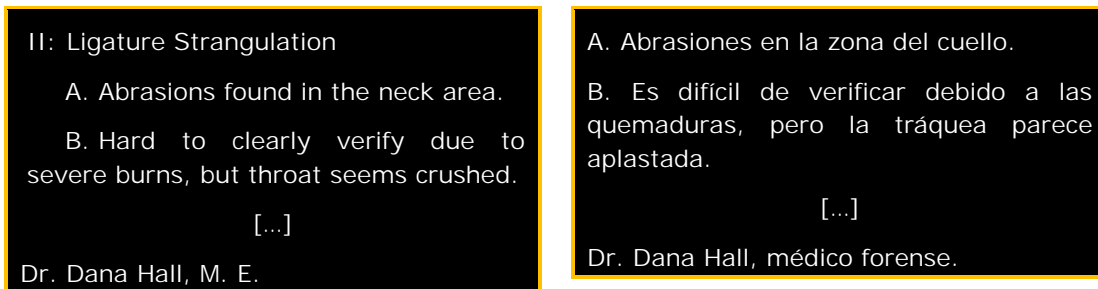 II: Ligature Strangulation
A. Abrasions found in the neck area.
B. Hard to clearly verify due to
severe burns, but throat seems crushed.
[...]
Dr. Dana Hall, M. E.
A. Abrasiones en la zona del cuello.
B. Es difícil de verificar debido a las
quemaduras, pero la tráquea parece
aplastada.
[...]
Dr. Dana Hall, médico forense.